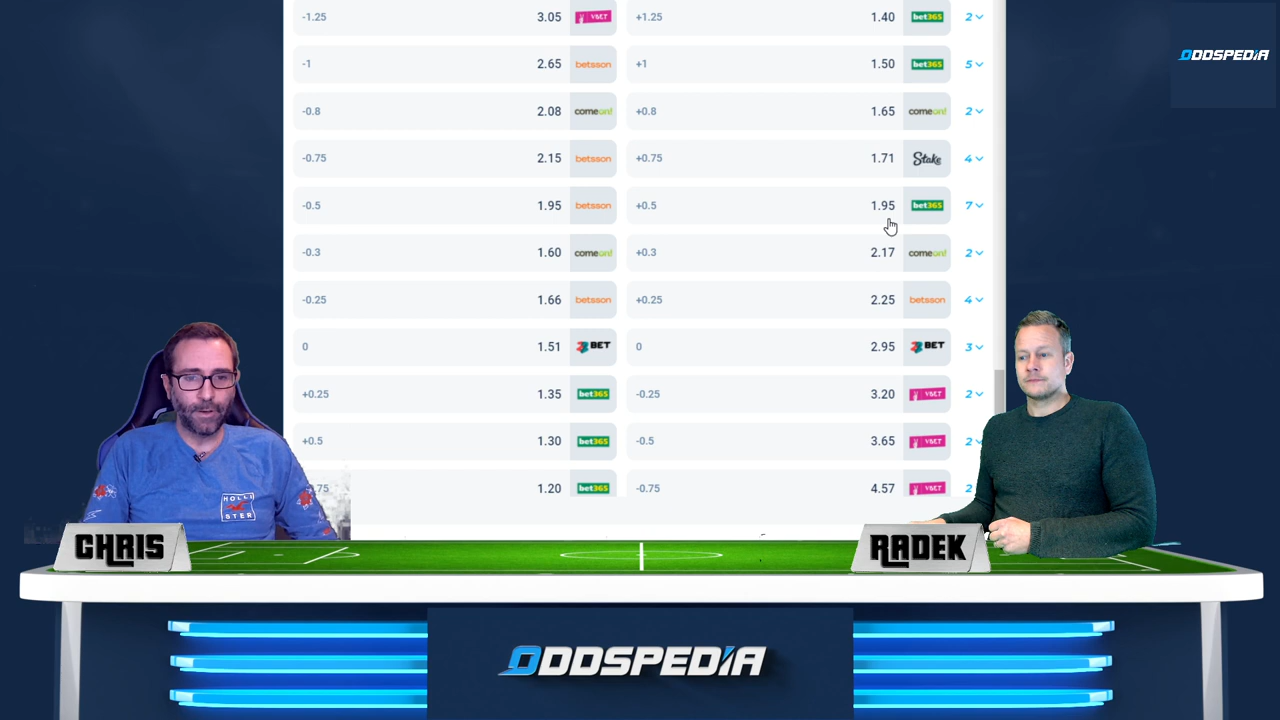 -1.25 3.05 VBET +1.25 1.40 bet365 2
-1 2.65 betsson +1 1.50 bet365 5
ODDSPEDIA
-0.8 2.08 comeon! +0.8 1.65 comeon! 2
-0.75 2.15 betsson +0.75 1.71 Stake 4
-0.5 1.95 betsson +0.5 1.95 bet365 7
-0.3 1.60 comeon! +0.3 2.17 comeon! 2
-0.25 1.66 betsson +0.25 2.25 betsson 4
0 1.51 22BET 0 2.95 22BET 3
+0.25 1.35 bet365 -0.25 3.20 VBET 2
+0.5 1.30 bet365 -0.5 3.65 VBET 2
.75 1.20 bet365 -0.75 4.57 VBET 2
HOLLI
STER
CHRIS
RADEK
ODDSPEDIA